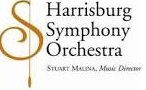 Harrisburg
Symphony
Orchestra
STUART MALINA, Music Director